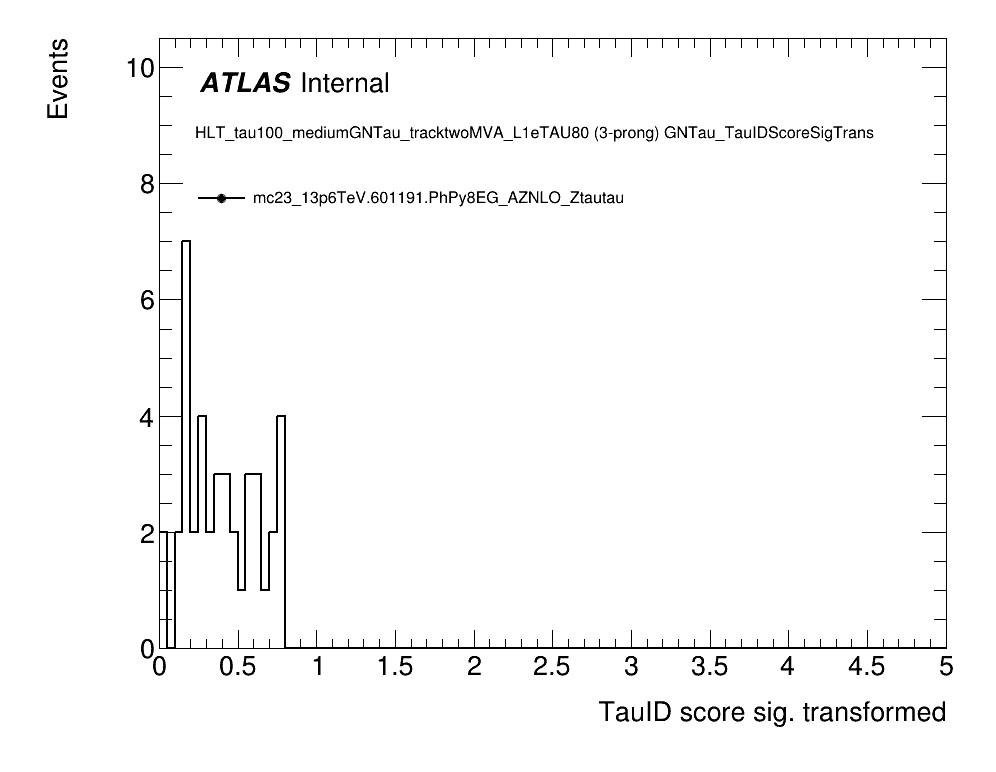 Events
ATLAS Internal
HLT_tau100_mediumGNTau_tracktwoMVA_L1eTAU80 (3-prong) GNTau_TauIDScoreSigTrans
mc23_13p6TeV.601191.PhPy8EG_AZNLO_Ztautau
10
8
6
4
2
0
0 0.5 1 1.5 2 2.5 3 3.5 4 4.5 5
TauID score sig. transformed